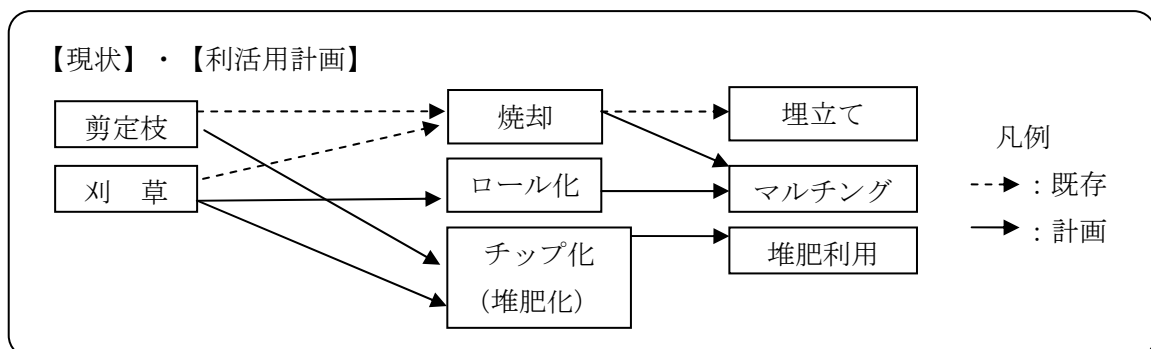 【現状】・【利活用計画】
剪定枝
焼却
埋立て
凡例
刈　草
ロール化
マルチング
：既存
チップ化
（堆肥化）
堆肥利用
：計画